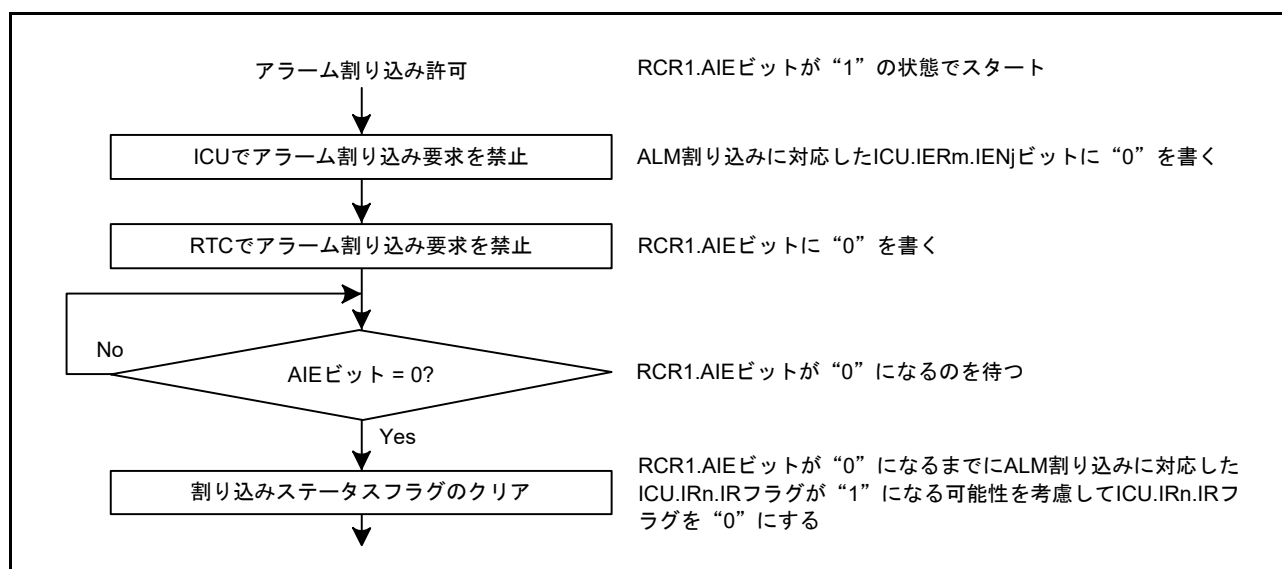 アラーム割り込み許可
RCR1.AIEビットが“1”の状態でスタート
ICUでアラーム割り込み要求を禁止
ALM割り込みに対応したICU.IERm.IENjビットに“0”を書く
RTCでアラーム割り込み要求を禁止
RCR1.AIEビットに“0”を書く
No
AIEビット = 0?
RCR1.AIEビットが“0”になるのを待つ
Yes
割り込みステータスフラグのクリア
RCR1.AIEビットが“0”になるまでにALM割り込みに対応した
ICU.IRn.IRフラグが“1”になる可能性を考慮してICU.IRn.IRフ
ラグを“0”にする